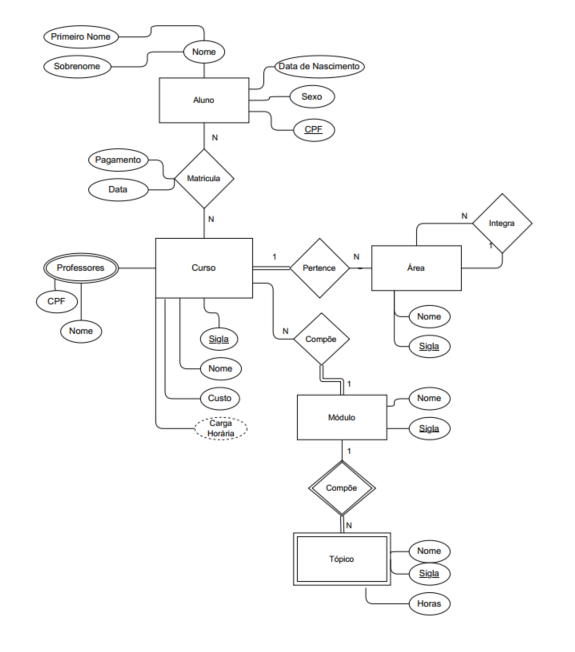 Primeiro Nome
Nome
Sobrenome
Data de Nascimento
Aluno
Sexo
CPF
N
Pagamento
Matricula
Data
N
N
Integra
1
Professores
Curso
1
Pertence
N
Área
CPF
Nome
Nome
Sigla
N
Compõe
Sigla
Nome
1
Custo
Nome
Módulo
Carga
Horária
Sigla
1
Compõe
N
Tópico
Nome
Sigla
Horas